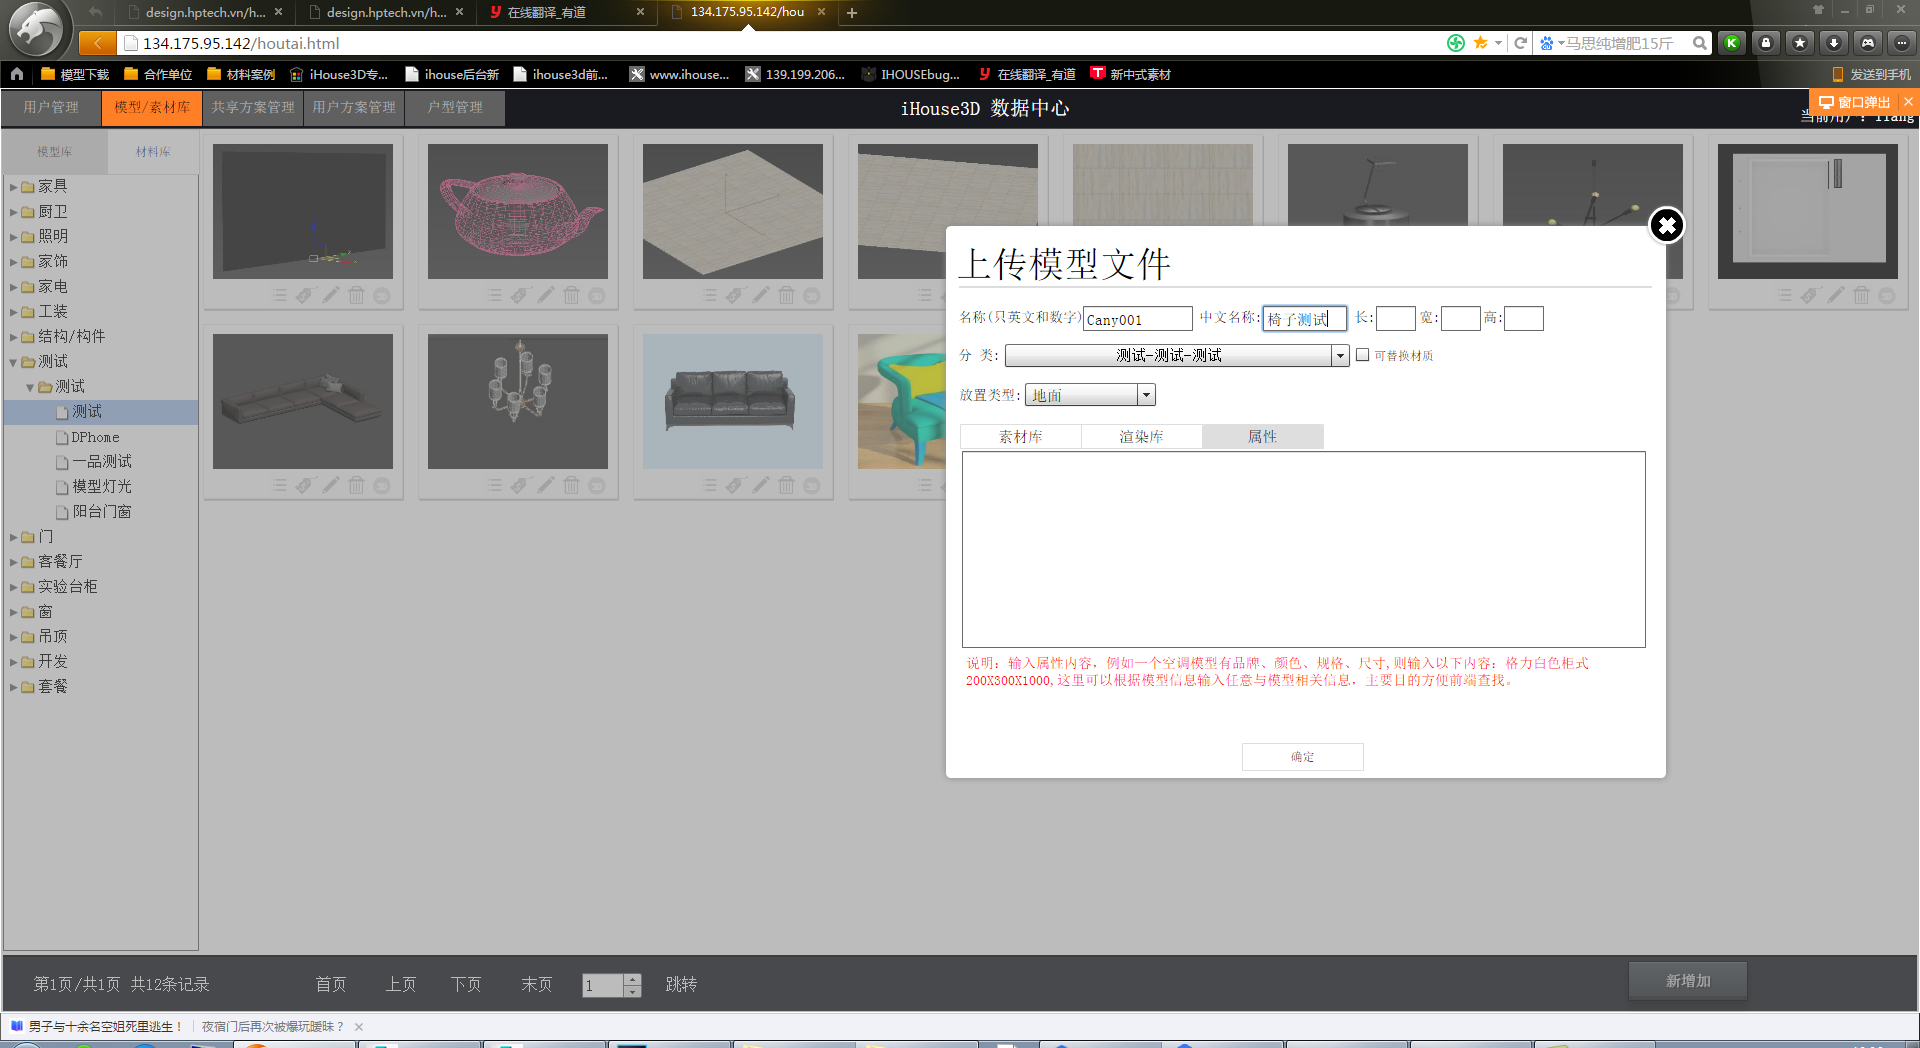 design.hptech.vn/h...
design.hptech.vn/h...
在线翻译_有道
134.175.95.142/hou
134.175.95.142/houtai.html
马思纯增肥15斤
模型下载
合作单位
材料案例
iHouse3D专...
ihouse后台新
ihouse3d前...
www.ihouse...
139.199.206...
IHOUSEbug...
在线翻译_有道
新中式素材
发送到手机
用户管理
模型/素材库
共享方案管理
用户方案管理
户型管理
iHouse3D 数据中心
窗口弹出
模型库
材料库
家具
厨卫
照明
家饰
家电
工装
结构/构件
测试
测试
测试
DPhome
一品测试
模型灯光
阳台门窗
门
客餐厅
实验台柜
窗
吊顶
开发
套餐
上传模型文件
名称(只英文和数字) Cany001 中文名称: 椅子测试 长: 宽: 高:
分 类: 测试-测试-测试 可替换材质
放置类型: 地面
素材库 渲染库 属性
说明: 输入属性内容, 例如一个空调模型有品牌、颜色、规格、尺寸,则输入以下内容: 格力白色柜式
200X300X1000,这里可以根据模型信息输入任意与模型相关信息, 主要目的方便前端查找。
确定
第1页/共1页 共12条记录 首页 上页 下页 末页 1 跳转
新增加
男子与十余名空姐死里逃生！ 夜宿门后再次被爆玩暧昧？